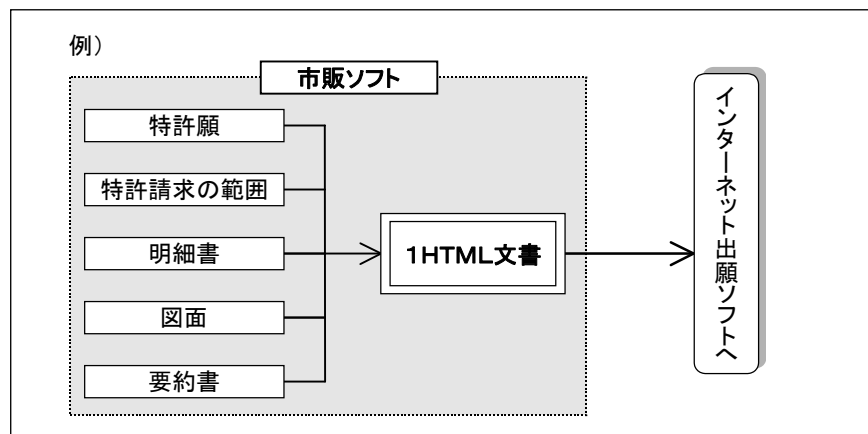 例）
市販ソフト
特許願
特許請求の範囲
明細書
図面
要約書
１HTML文書
インターネット出願ソフトへ